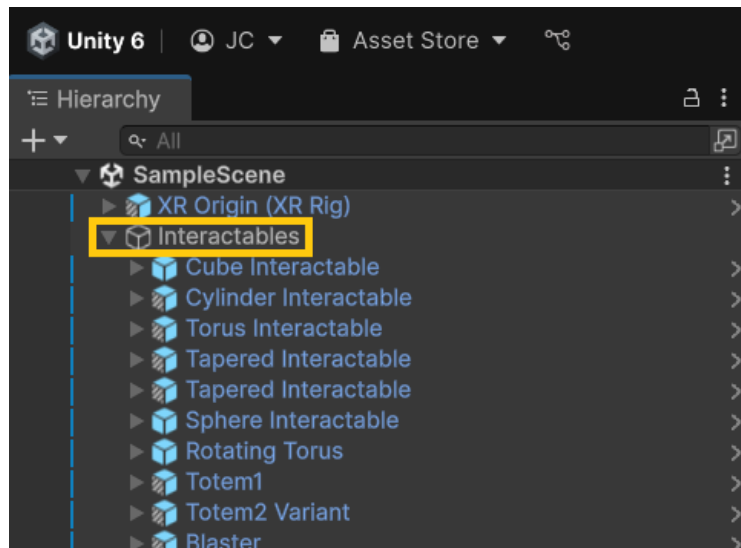 Unity 6 | JC Asset Store
Hierarchy
All
SampleScene
XR Origin (XR Rig)
Interactables
Cube Interactable
Cylinder Interactable
Torus Interactable
Tapered Interactable
Tapered Interactable
Sphere Interactable
Rotating Torus
Totem1
Totem2 Variant
Blaster